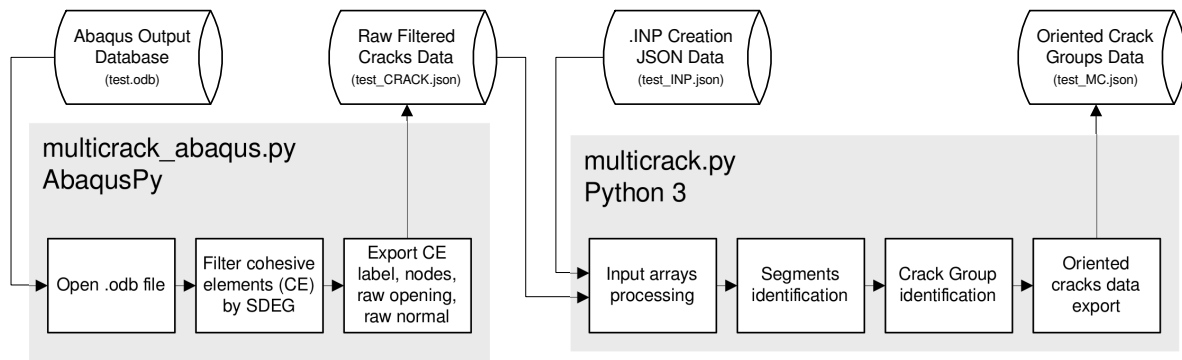 Abaqus Output
Database
(test.odb)
Raw Filtered
Cracks Data
(test_CRACK.json)
.INP Creation
JSON Data
(test_INP.json)
Oriented Crack
Groups Data
(test_MC.json)
multicrack_abaqus.py
AbaqusPy
Open .odb file
Filter cohesive
elements (CE)
by SDEG
Export CE
label, nodes,
raw opening,
raw normal
multicrack.py
Python 3
Input arrays
processing
Segments
identification
Crack Group
identification
Oriented
cracks data
export